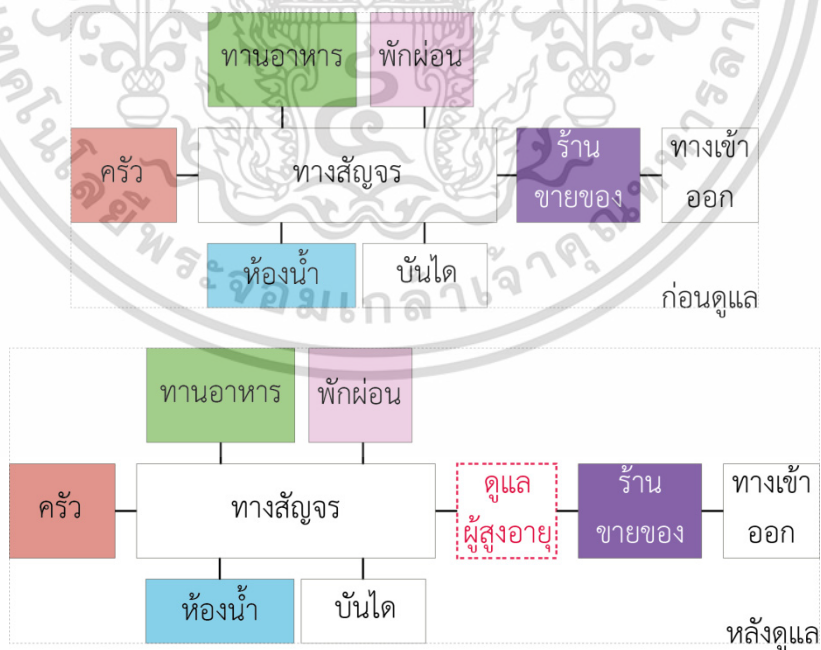 ทานอาหาร พักผ่อน
ครัว ทางสัญจร ร้าน ทางเข้า
ขายของ ออก
ห้องน้ำ บันได
ก่อนดูแล
ทานอาหาร พักผ่อน
ครัว ทางสัญจร ดูแล ร้าน ทางเข้า
ผู้สูงอายุ ขายของ ออก
ห้องน้ำ บันได
หลังดูแล